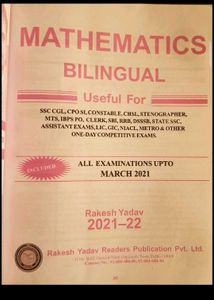 MATHEMATICS
BILINGUAL
Useful For
SSC CGL, CPO SI, CONSTABLE, CHSL, STENOGRAPHER,
MTS, IBPS PO, CLERK, SBI, RRB, DSSSB, STATE SSC,
ASSISTANT EXAMS, LIC, GIC, NIACL, METRO & OTHER
ONE-DAY COMPETITIVE EXAMS.
INCLUDED
ALL EXAMINATIONS UPTO
MARCH 2021
Rakesh Yadav
2021–22
Rakesh Yadav Readers Publication Pvt. Ltd.